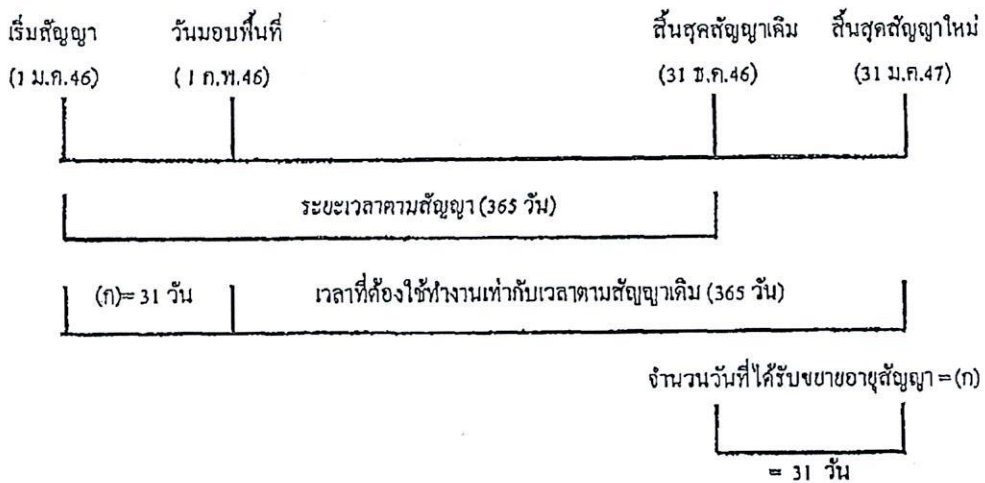 เริ่มสัญญา วันมอบพื้นที่ สิ้นสุดสัญญาเดิม สิ้นสุดสัญญาใหม่
(1 ม.ค.46) (1 ก.พ.46) (31 ธ.ค.46) (31 ม.ค.47)
ระยะเวลาตามสัญญา (365 วัน)
(ก)= 31 วัน เวลาที่ต้องใช้ทำงานเท่ากับเวลาตามสัญญาเดิม (365 วัน)
จำนวนวันที่ได้รับขยายอายุสัญญา = (ก)
= 31 วัน